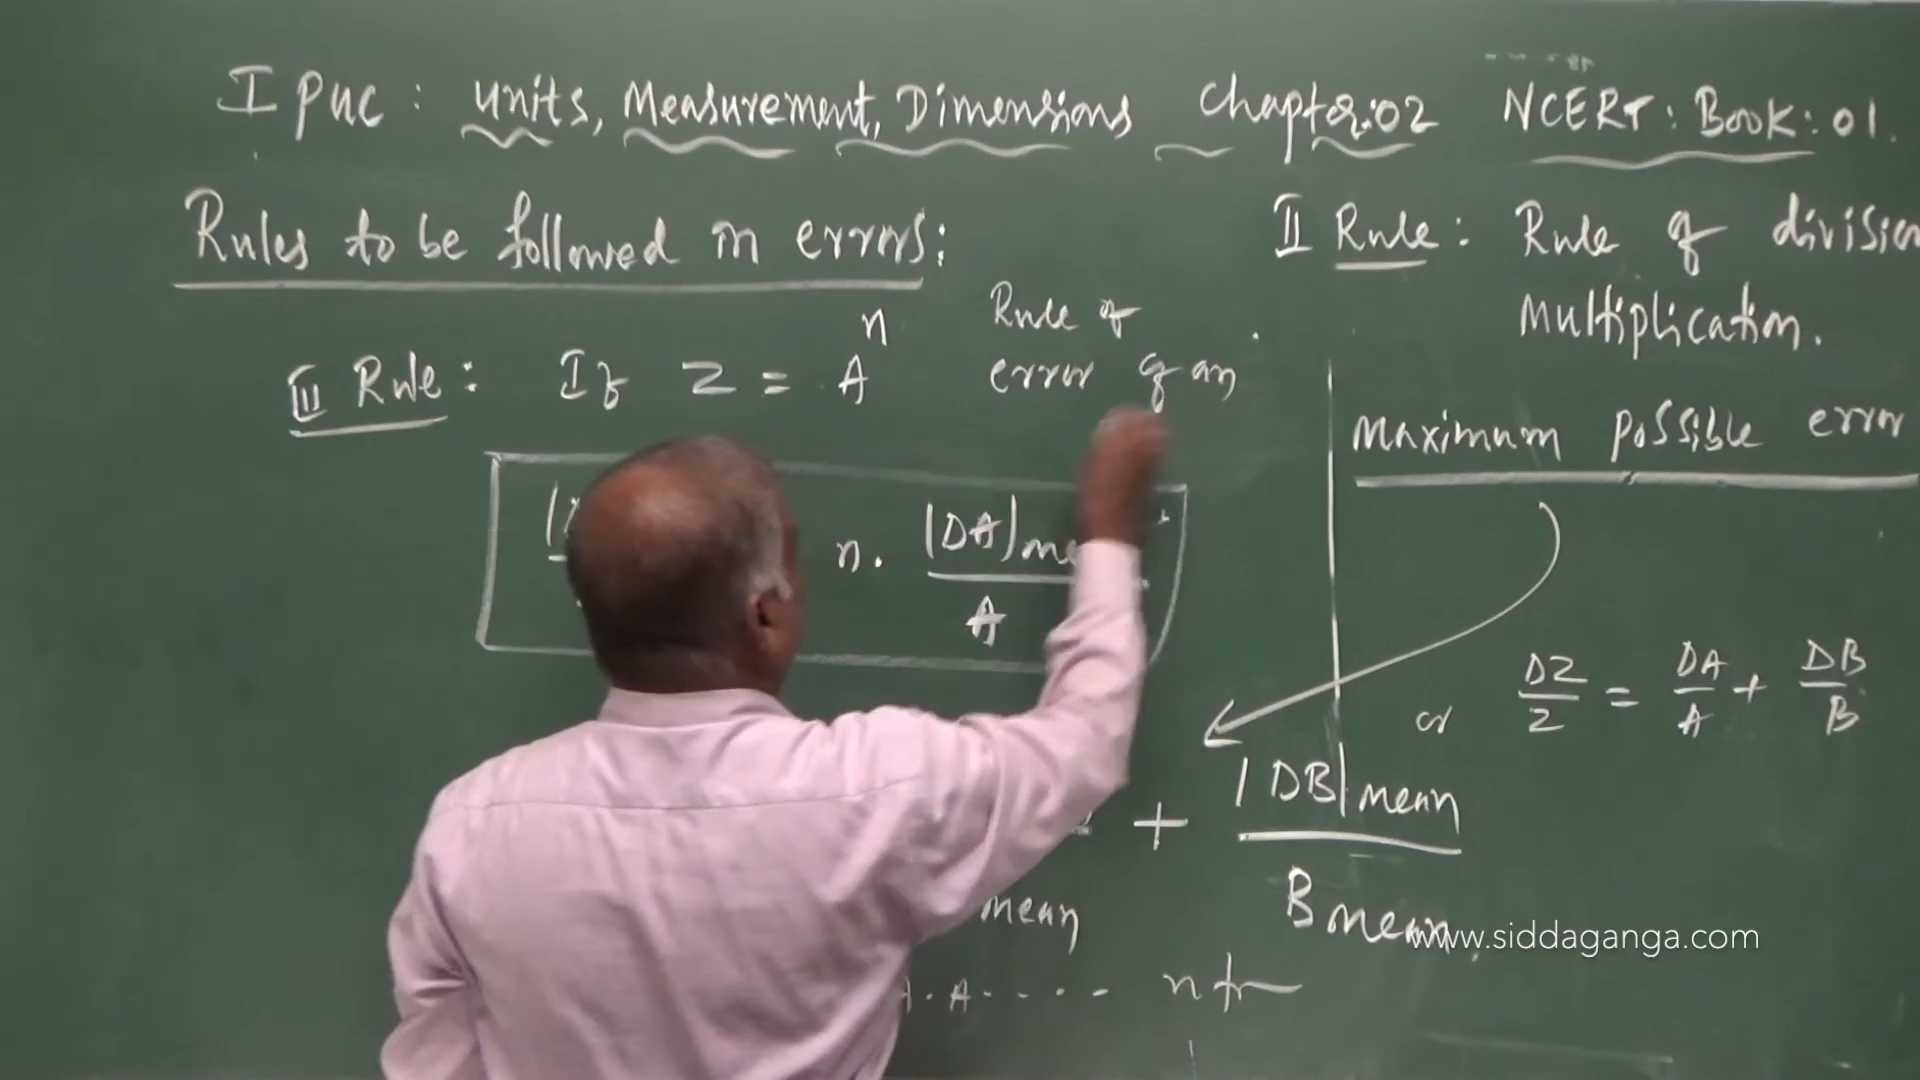 I PUC : Units, Measurement, Dimensions Chapter:02 NCERT: Book: 01.
Rules to be followed in errors:
III Rule: If Z = A^n
Rule of
error of an
n. |DA|
A
II Rule: Rule of division
Multiplication.
Maximum possible error
or DZ/Z = DA/A + DB/B
+ |DB|mean
mean Bmean
A. A. . . . . n
www.siddaganga.com